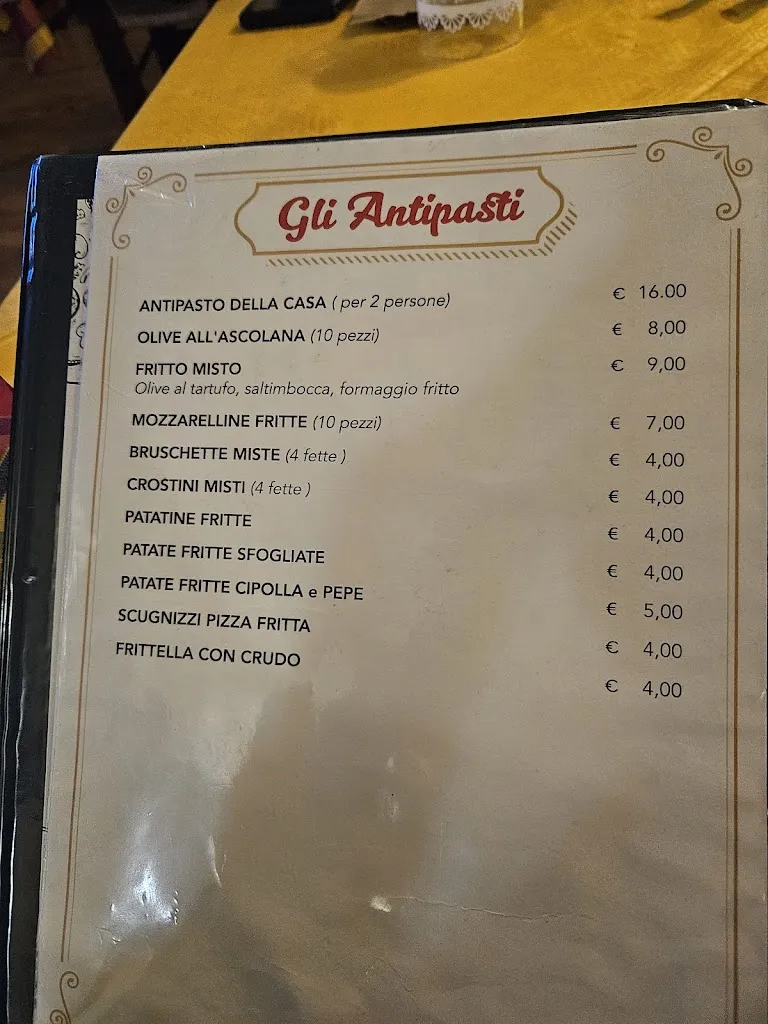 Gli Antipasti
ANTIPASTO DELLA CASA ( per 2 persone) € 16.00
OLIVE ALL'ASCOLANA (10 pezzi) € 8,00
FRITTO MISTO € 9,00
Olive al tartufo, saltimbocca, formaggio fritto
MOZZARELLINE FRITTE (10 pezzi) € 7,00
BRUSCHETTE MISTE (4 fette ) € 4,00
CROSTINI MISTI (4 fette ) € 4,00
PATATINE FRITTE € 4,00
PATATE FRITTE SFOGLIATE € 4,00
PATATE FRITTE CIPOLLA e PEPE € 5,00
SCUGNIZZI PIZZA FRITTA € 4,00
FRITTELLA CON CRUDO € 4,00